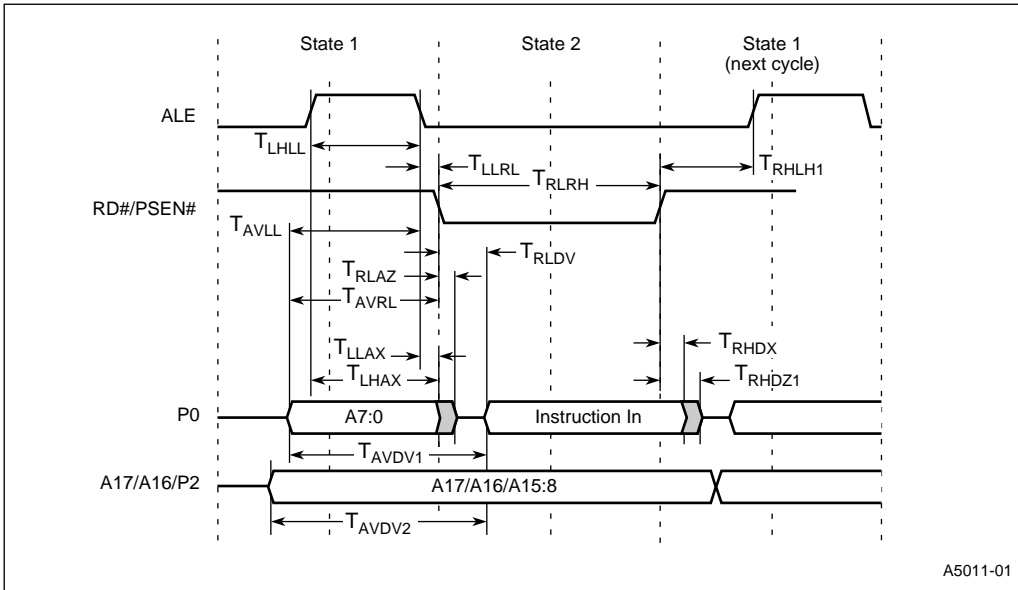 State 1 State 2 State 1
(next cycle)
ALE
TLHLL
TLLRL
TRLRH
TRHLH1
RD#/PSEN#
TAVLL
TRLDV
TRLAZ
TAVRL
TLLAX
TRHDX
TLHAX
TRHDZ1
P0 A7:0 Instruction In
TAVDV1
A17/A16/P2 A17/A16/A15:8
TAVDV2
A5011-01